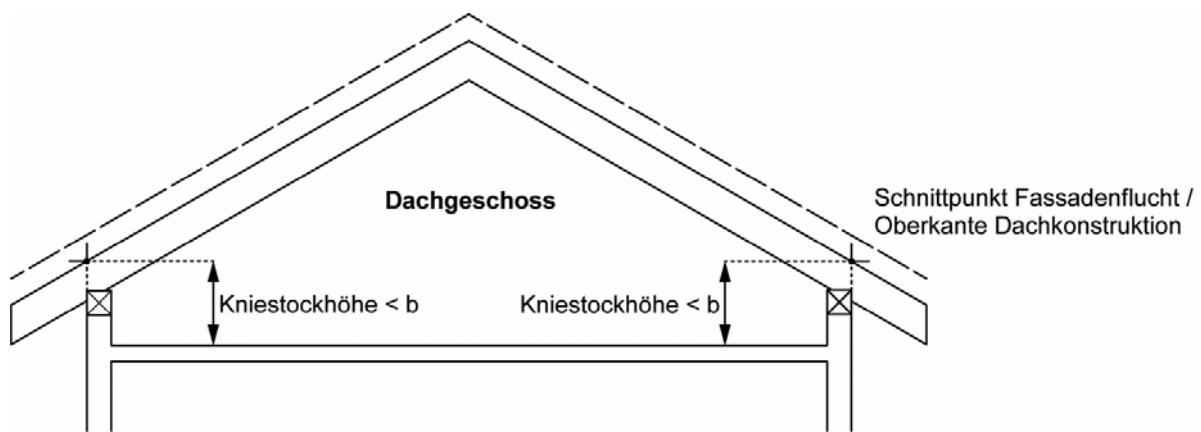 Dachgeschoss
Schnittpunkt Fassadenflucht /
Oberkante Dachkonstruktion
Kniestockhöhe < b
Kniestockhöhe < b